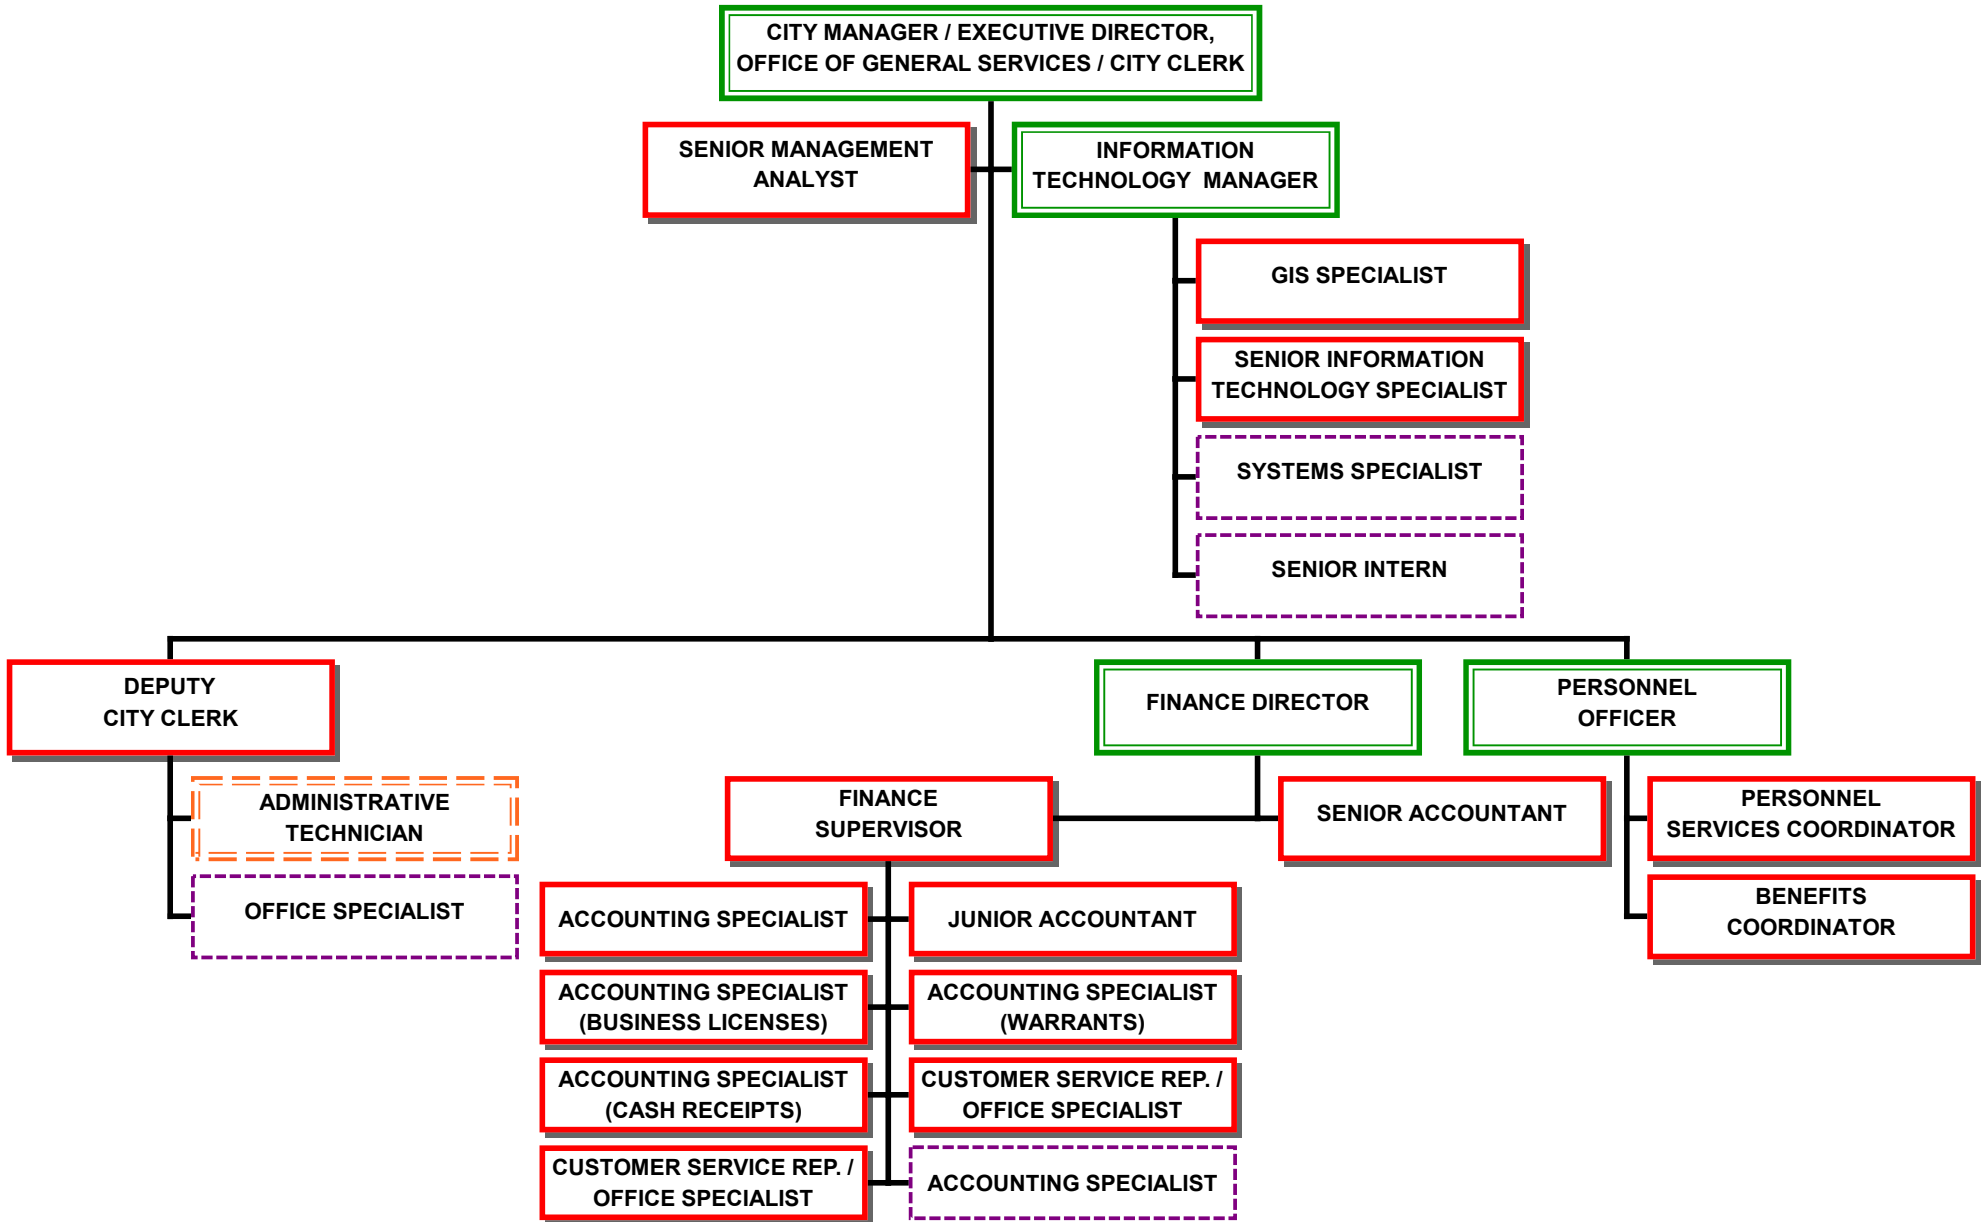 CITY MANAGER / EXECUTIVE DIRECTOR,
OFFICE OF GENERAL SERVICES / CITY CLERK
SENIOR MANAGEMENT
ANALYST
INFORMATION
TECHNOLOGY MANAGER
GIS SPECIALIST
SENIOR INFORMATION
TECHNOLOGY SPECIALIST
SYSTEMS SPECIALIST
SENIOR INTERN
DEPUTY
CITY CLERK
FINANCE DIRECTOR
PERSONNEL
OFFICER
ADMINISTRATIVE
TECHNICIAN
OFFICE SPECIALIST
FINANCE
SUPERVISOR
SENIOR ACCOUNTANT
PERSONNEL
SERVICES COORDINATOR
BENEFITS
COORDINATOR
ACCOUNTING SPECIALIST
JUNIOR ACCOUNTANT
ACCOUNTING SPECIALIST
(BUSINESS LICENSES)
ACCOUNTING SPECIALIST
(WARRANTS)
ACCOUNTING SPECIALIST
(CASH RECEIPTS)
CUSTOMER SERVICE REP. /
OFFICE SPECIALIST
CUSTOMER SERVICE REP. /
OFFICE SPECIALIST
ACCOUNTING SPECIALIST